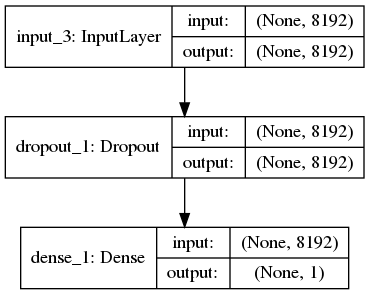 input_3: InputLayer
input: (None, 8192)
output: (None, 8192)
dropout_1: Dropout
input: (None, 8192)
output: (None, 8192)
dense_1: Dense
input: (None, 8192)
output: (None, 1)